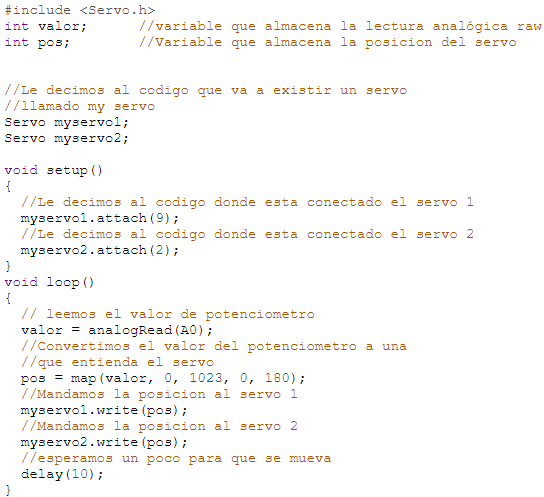 #include <Servo.h>
int valor;      //variable que almacena la lectura analógica raw
int pos;        //Variable que almacena la posicion del servo
//Le decimos al codigo que va a existir un servo
//llamado my servo
Servo myservo1;
Servo myservo2;
void setup()
{
  //Le decimos al codigo donde esta conectado el servo 1
  myservo1.attach(9);
  //Le decimos al codigo donde esta conectado el servo 2
  myservo2.attach(2);
}
void loop()
{
  // leemos el valor de potenciometro
  valor = analogRead(A0);
  //Convertimos el valor del potenciometro a una
  //que entienda el servo
  pos = map(valor, 0, 1023, 0, 180);
  //Mandamos la posicion al servo 1
  myservo1.write(pos);
  //Mandamos la posicion al servo 2
  myservo2.write(pos);
  //esperamos un poco para que se mueva
  delay(10);
}